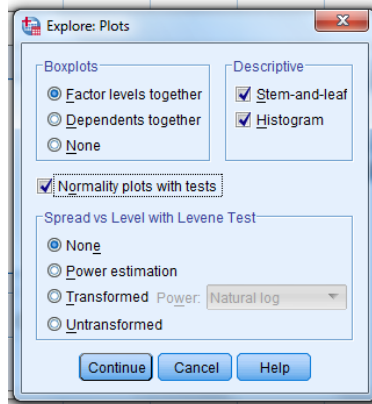 Explore: Plots
Boxplots
Factor levels together
Dependents together
None
Descriptive
Stem-and-leaf
Histogram
Normality plots with tests
Spread vs Level with Levene Test
None
Power estimation
Transformed Power: Natural log
Untransformed
Continue Cancel Help